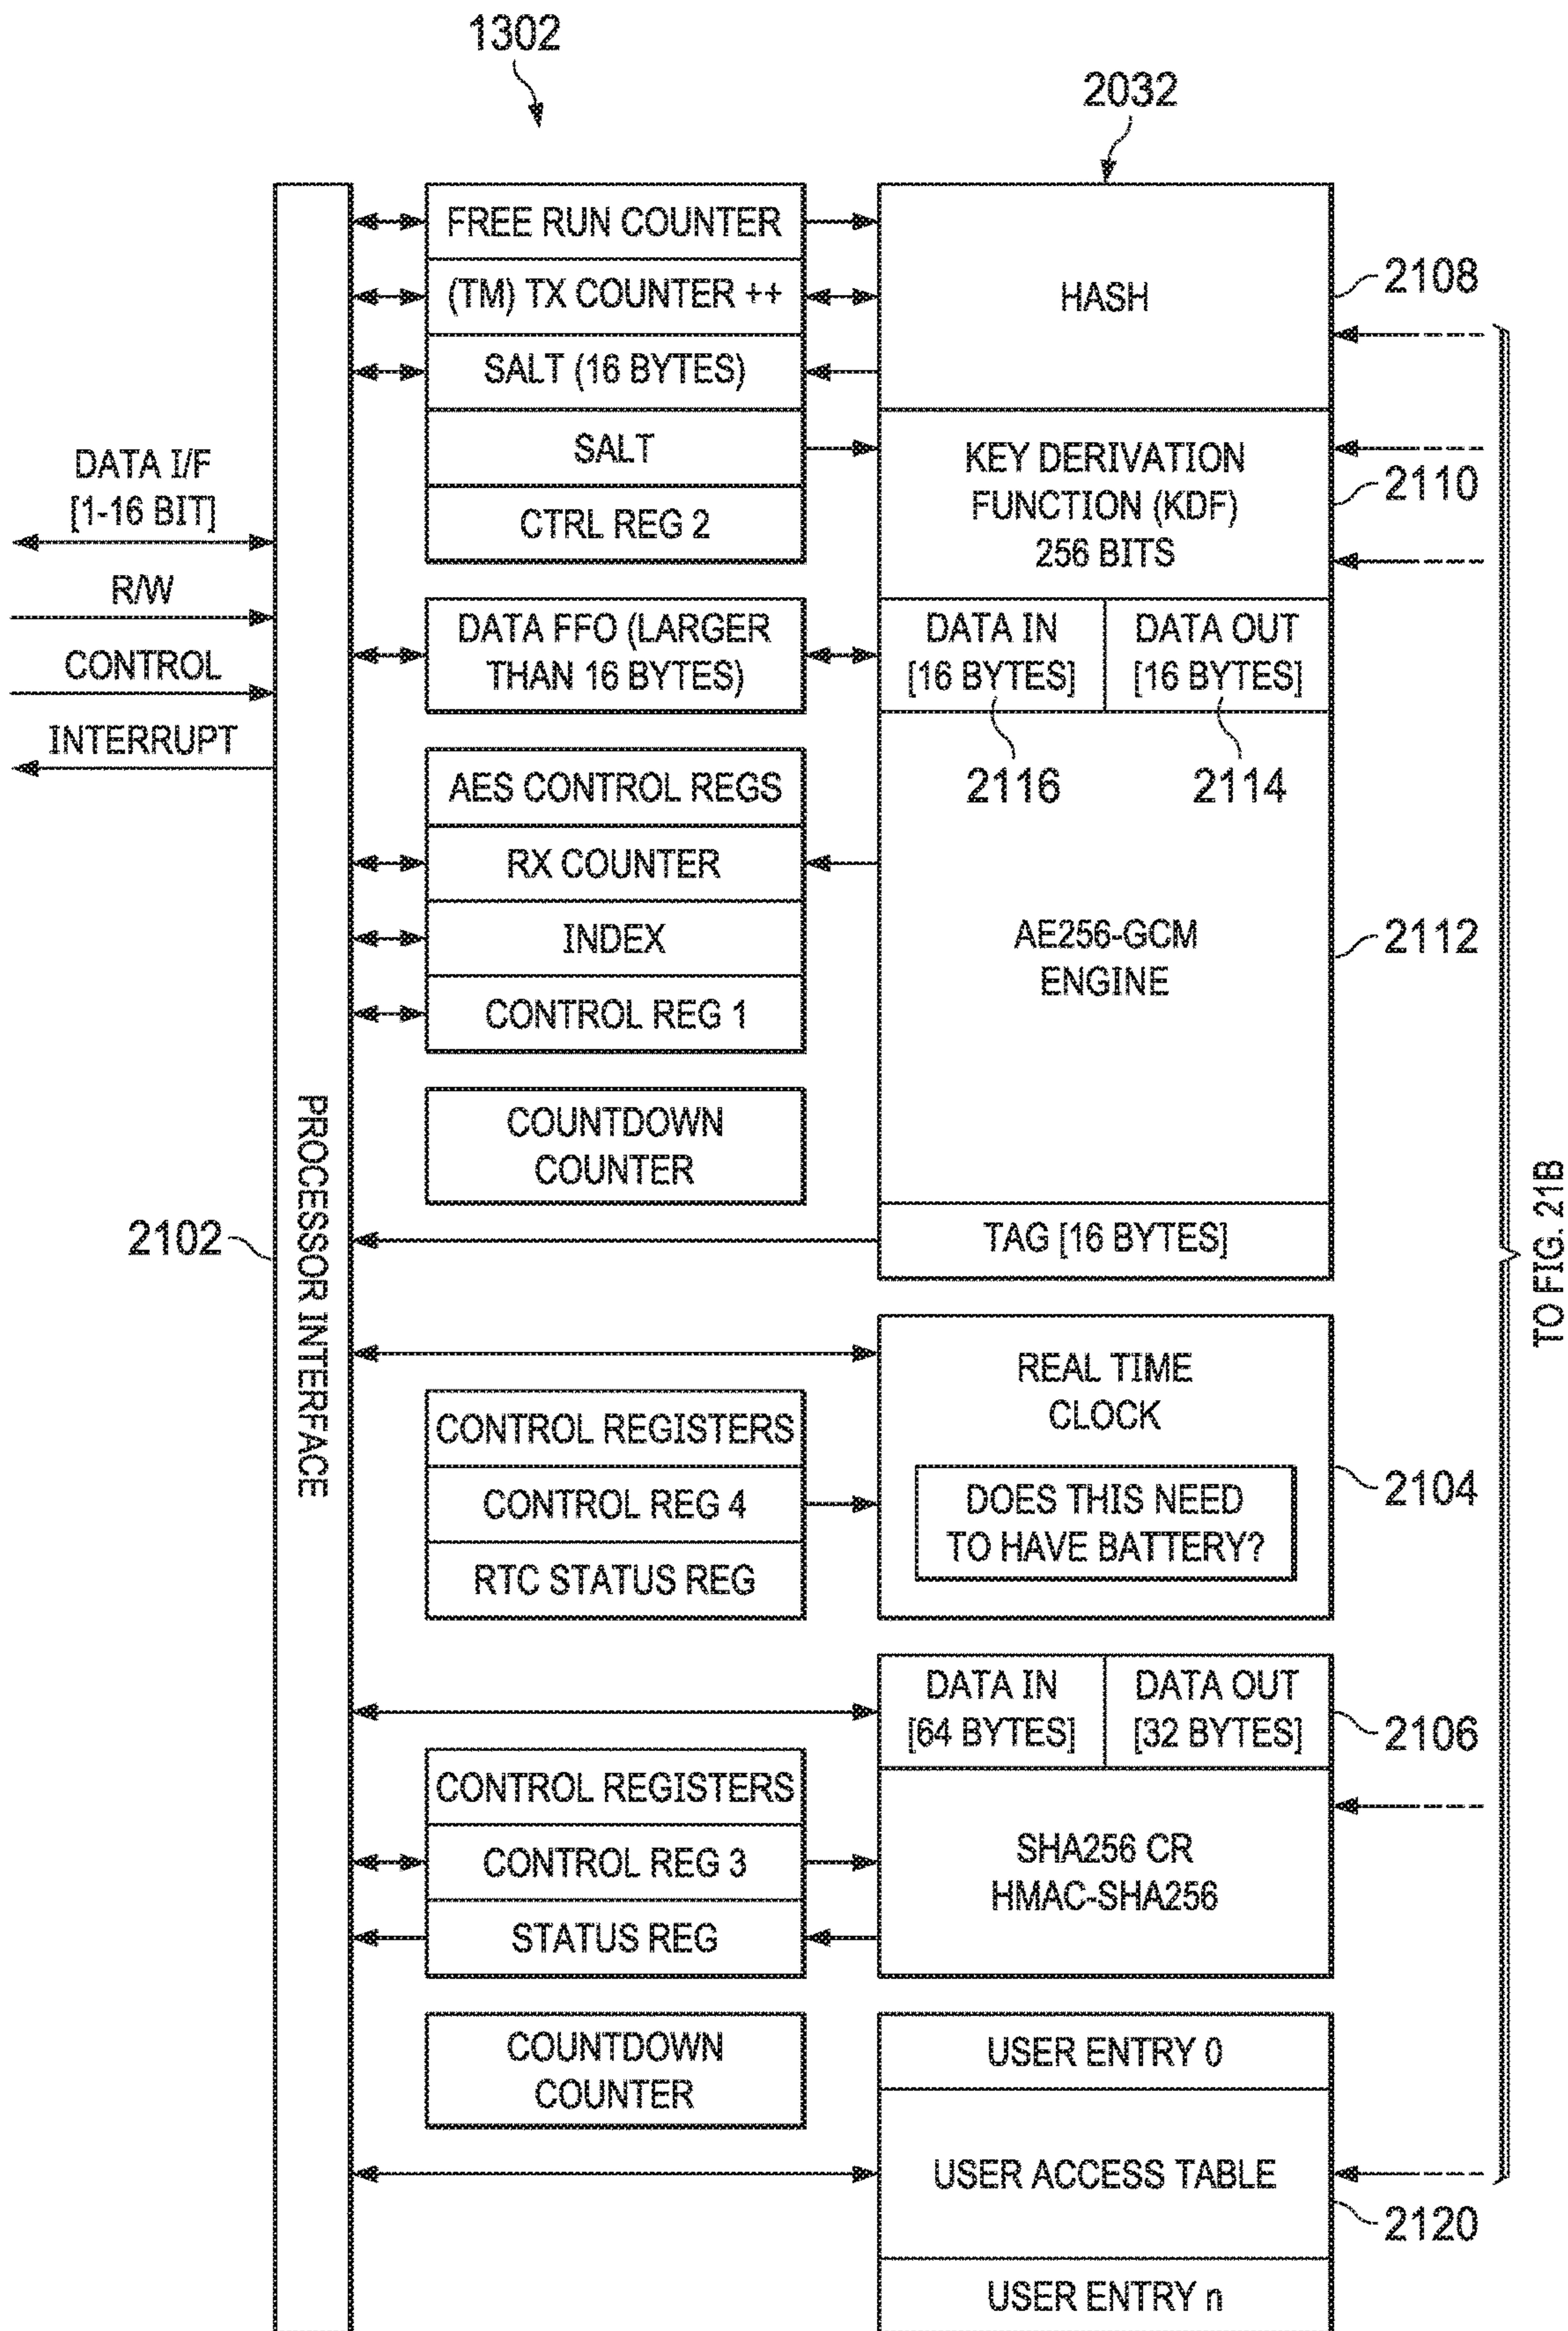 1302
2032
FREE RUN COUNTER
(TM) TX COUNTER ++
SALT (16 BYTES)
SALT
CTRL REG 2
HASH
2108
KEY DERIVATION
FUNCTION (KDF)
256 BITS
2110
DATA I/F
[1-16 BIT]
R/W
CONTROL
INTERRUPT
DATA FFO (LARGER
THAN 16 BYTES)
DATA IN
[16 BYTES]
DATA OUT
[16 BYTES]
2116
2114
AES CONTROL REGS
RX COUNTER
INDEX
CONTROL REG 1
AE256-GCM
ENGINE
2112
COUNTDOWN
COUNTER
TAG [16 BYTES]
2102
PROCESSOR INTERFACE
TO FIG. 21B
REAL TIME
CLOCK
DOES THIS NEED
TO HAVE BATTERY?
2104
CONTROL REGISTERS
CONTROL REG 4
RTC STATUS REG
DATA IN
[64 BYTES]
DATA OUT
[32 BYTES]
2106
CONTROL REGISTERS
CONTROL REG 3
STATUS REG
SHA256 CR
HMAC-SHA256
COUNTDOWN
COUNTER
USER ENTRY 0
USER ACCESS TABLE
2120
USER ENTRY n